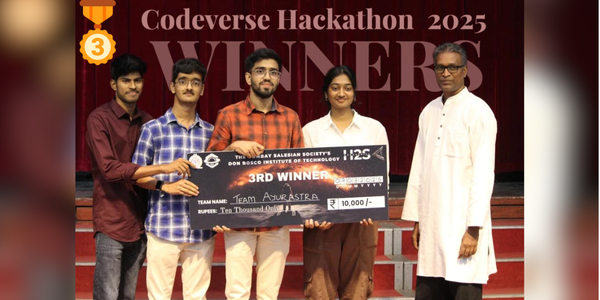 Codeverse Hackathon 2025
WINNERS
3
THE BOMBAY SALESIAN SOCIETY'S
DON BOSCO INSTITUTE OF TECHNOLOGY
H2S
3RD WINNER
TEAM NAME: TEAM AYURASTRA
RUPEES: Ten Thousand Only
₹ 10,000/-